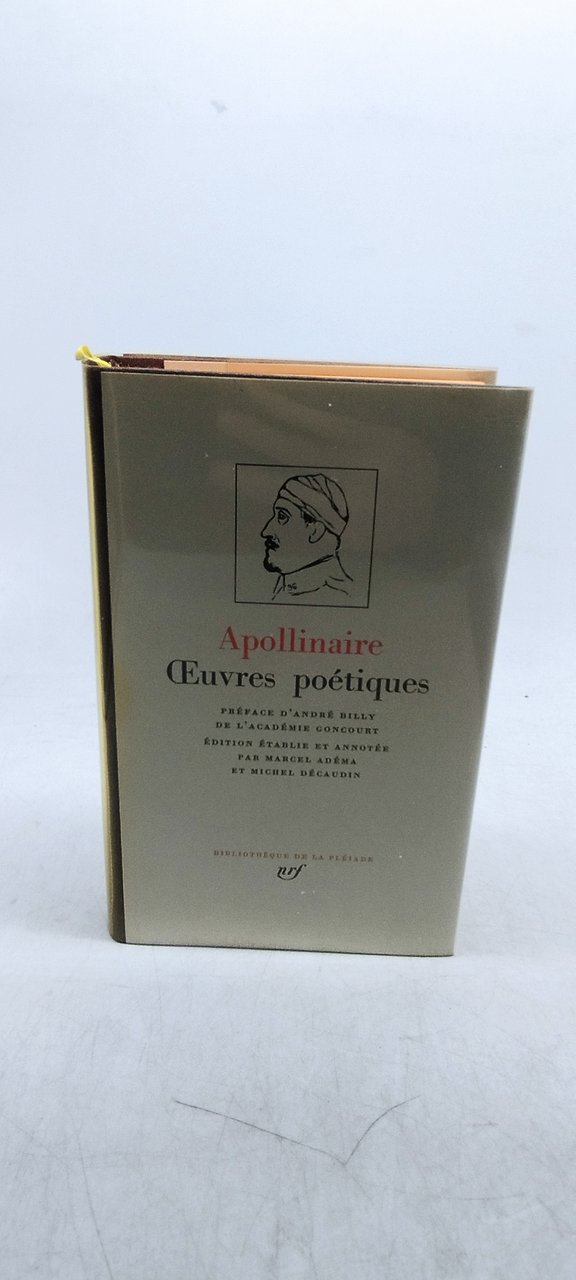 Apollinaire
Œuvres poétiques
PRÉFACE D'ANDRÉ BILLY
DE L'ACADÉMIE GONCOURT
ÉDITION ÉTABLIE ET ANNOTÉE
PAR MARCEL ADÉMA
ET MICHEL DÉCAUDIN
BIBLIOTHÈQUE DE LA PLÉIADE
nrf